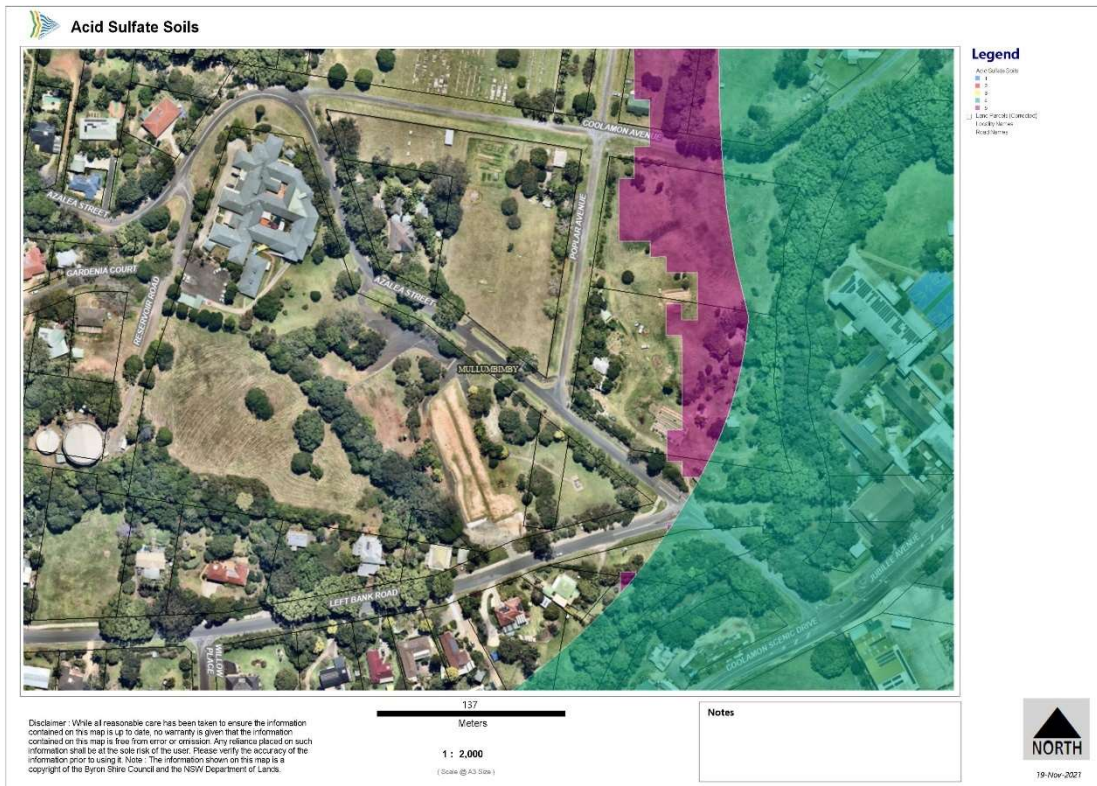 Acid Sulfate Soils
Legend
Acid Sulfate Soils
1
2
3
4
5
Land Parcels (Corrected)
Locality Names
Road Names
COOLAMON AVENUE
AZALEA STREET
POPLAR AVENUE
GARDENIA COURT
RESERVOIR ROAD
AZALEA STREET
MULLUMBIMBY
JUBILEE AVENUE
LEFT BANK ROAD
COOLAMON SCENIC DRIVE
WILLOW
PLACE
137
Meters
1 : 2,000
( Scale @ A3 Size )
Disclaimer : While all reasonable care has been taken to ensure the information
contained on this map is up to date, no warranty is given that the information
contained on this map is free from error or omission. Any reliance placed on such
information shall be at the sole risk of the user. Please verify the accuracy of the
information prior to using it. Note : The information shown on this map is a
copyright of the Byron Shire Council and the NSW Department of Lands.
Notes
NORTH
19-Nov-2021